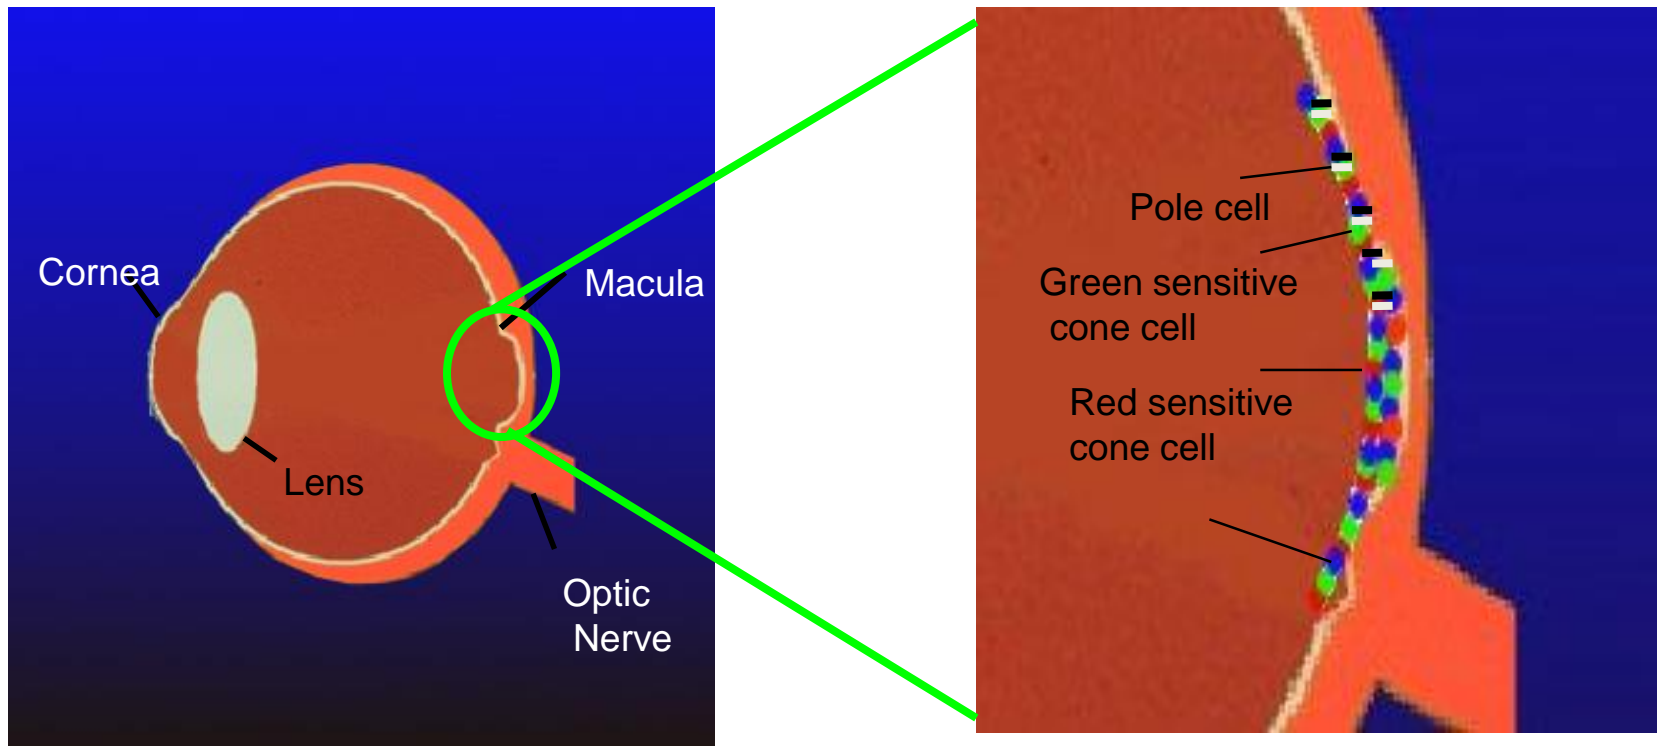 Cornea
Macula
Lens
Optic
Nerve
Pole cell
Green sensitive
cone cell
Red sensitive
cone cell